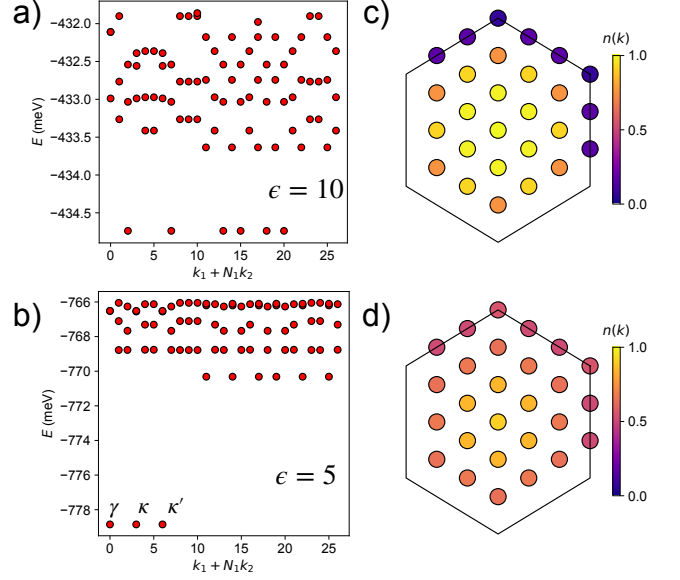 a)
−432.0
−432.5
−433.0
−433.5
−434.0
−434.5
E (meV)
ϵ = 10
0 5 10 15 20 25
k₁ + N₁k₂
c)
n(k)
1.0
0.5
0.0
b)
−766
−768
−770
−772
−774
−776
−778
E (meV)
ϵ = 5
γ κ κ′
0 5 10 15 20 25
k₁ + N₁k₂
d)
n(k)
1.0
0.5
0.0